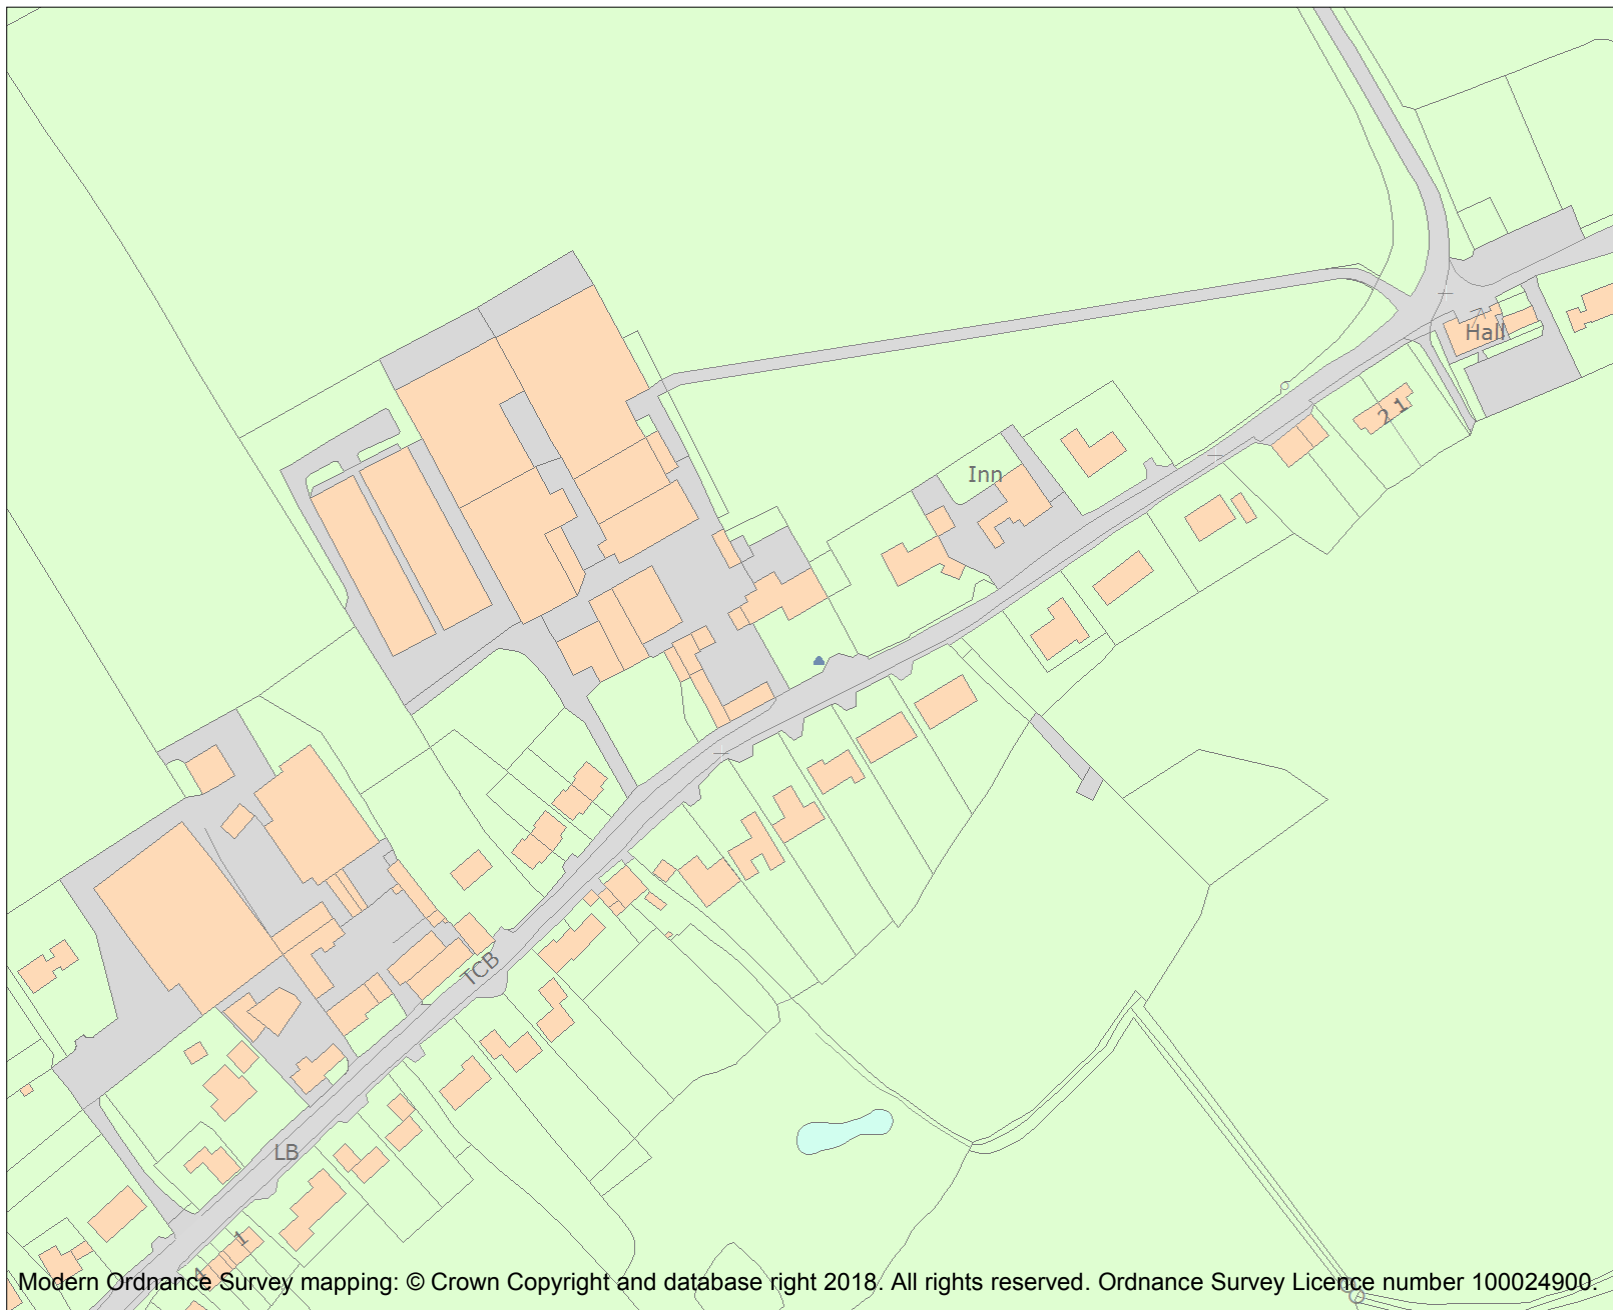 Hall
2 1
Inn
TCB
LB
1
4
Modern Ordnance Survey mapping: © Crown Copyright and database right 2018. All rights reserved. Ordnance Survey Licence number 100024900.